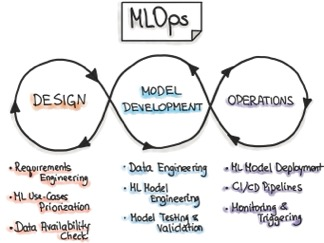 MLOps
DESIGN
MODEL
DEVELOPMENT
OPERATIONS
• Requirements
Engineering
• ML Use-Cases
Priorization
• Data Availability
Check
• Data Engineering
• ML Model
Engineering
• Model Testing &
Validation
• ML Model Deployment
• CI/CD Pipelines
• Monitoring &
Triggering